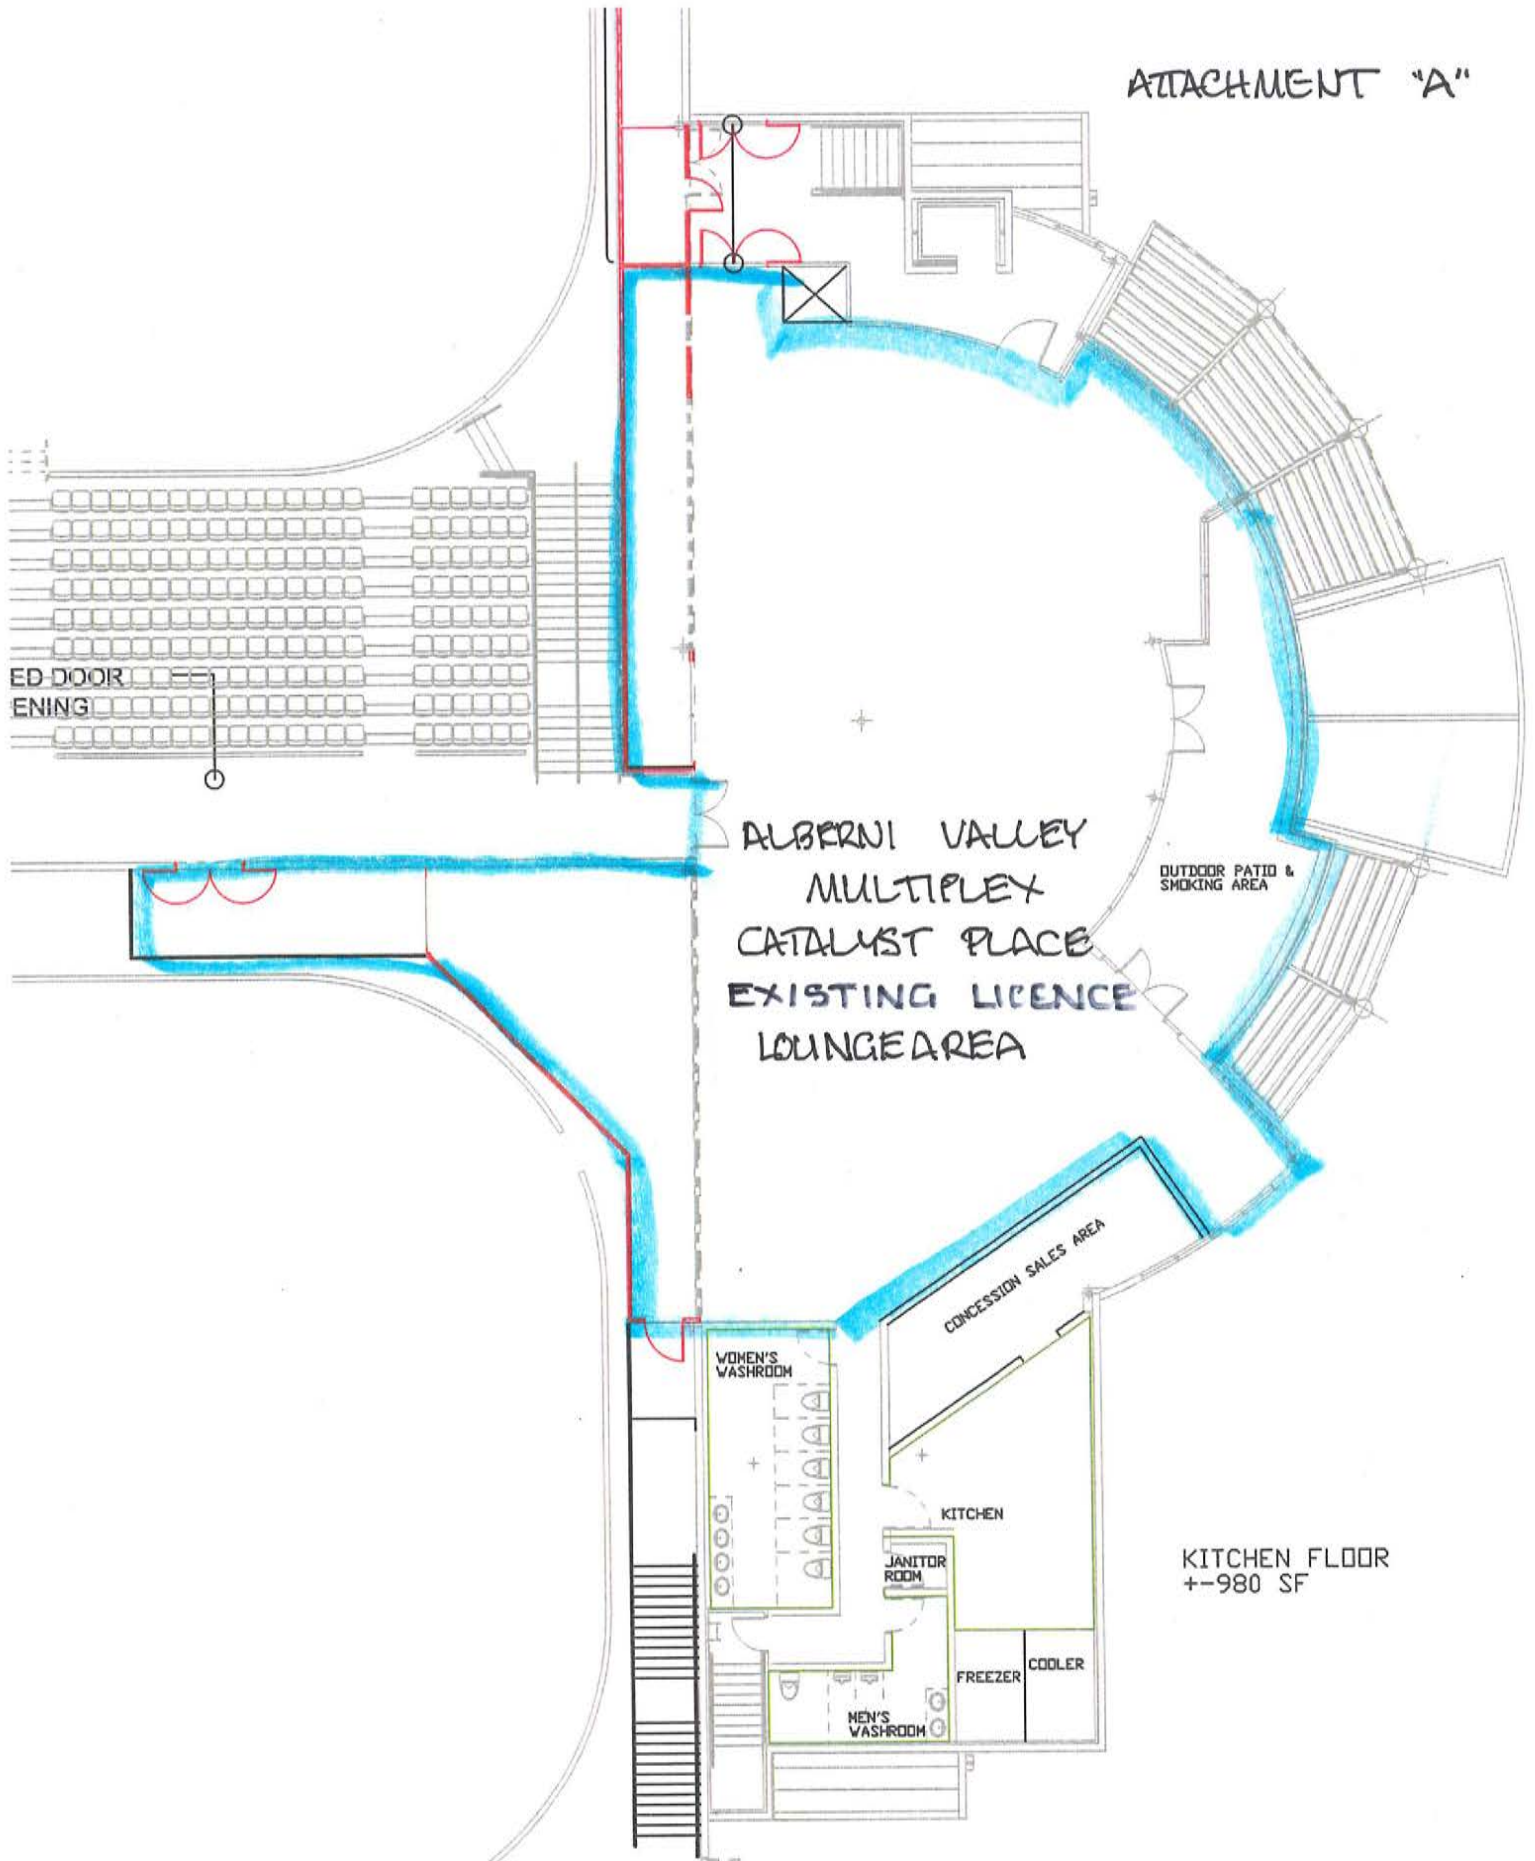 ATTACHMENT "A"
ED DOOR
ENING
ALBERNI VALLEY
MULTIPLEX
CATALYST PLACE
EXISTING LICENCE
LOUNGE AREA
OUTDOOR PATIO &
SMOKING AREA
CONCESSION SALES AREA
WOMEN'S
WASHROOM
KITCHEN
JANITOR
ROOM
KITCHEN FLOOR
+-980 SF
FREEZER
COOLER
MEN'S
WASHROOM